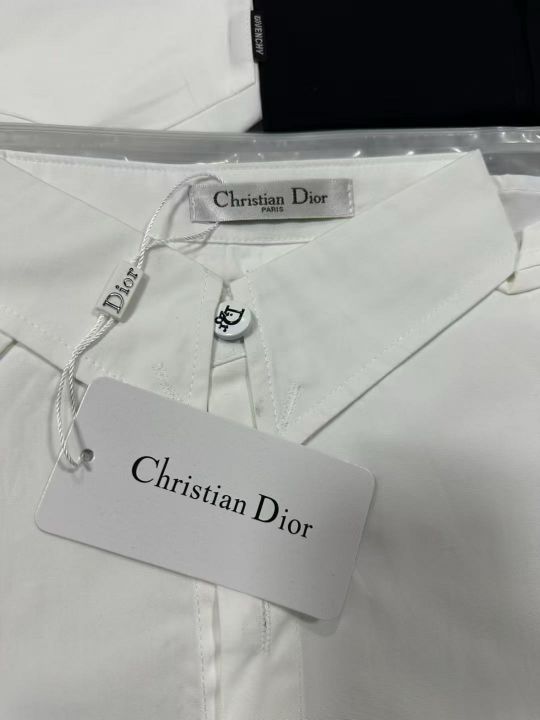 GIVENCHY
Christian Dior
PARIS
Dior
Christian Dior